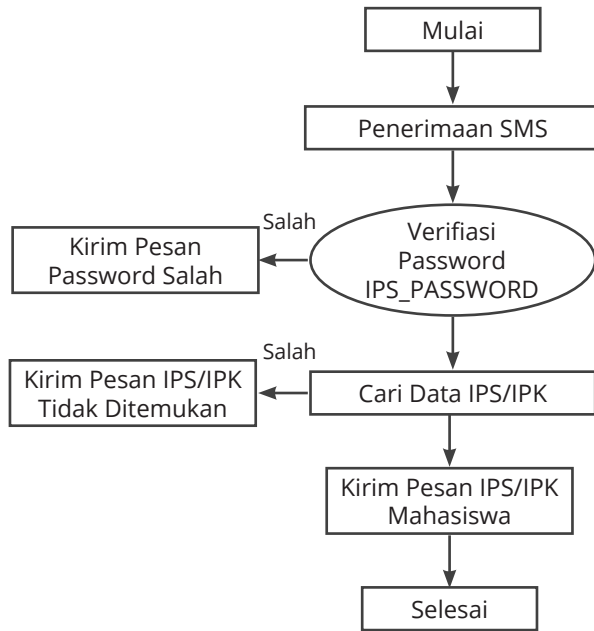 Mulai
Penerimaan SMS
Salah
Kirim Pesan
Password Salah
Verifiasi
Password
IPS_PASSWORD
Salah
Kirim Pesan IPS/IPK
Tidak Ditemukan
Cari Data IPS/IPK
Kirim Pesan IPS/IPK
Mahasiswa
Selesai